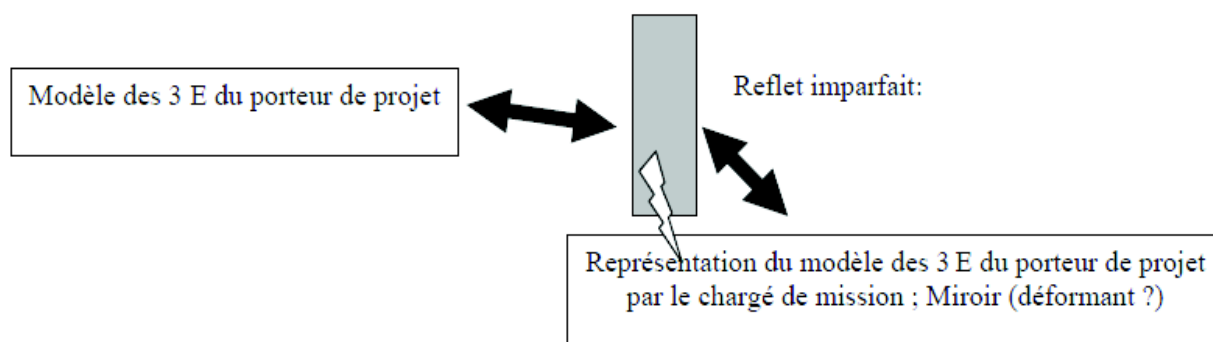 Modèle des 3 E du porteur de projet
Reflet imparfait:
Représentation du modèle des 3 E du porteur de projet
par le chargé de mission ; Miroir (déformant ?)